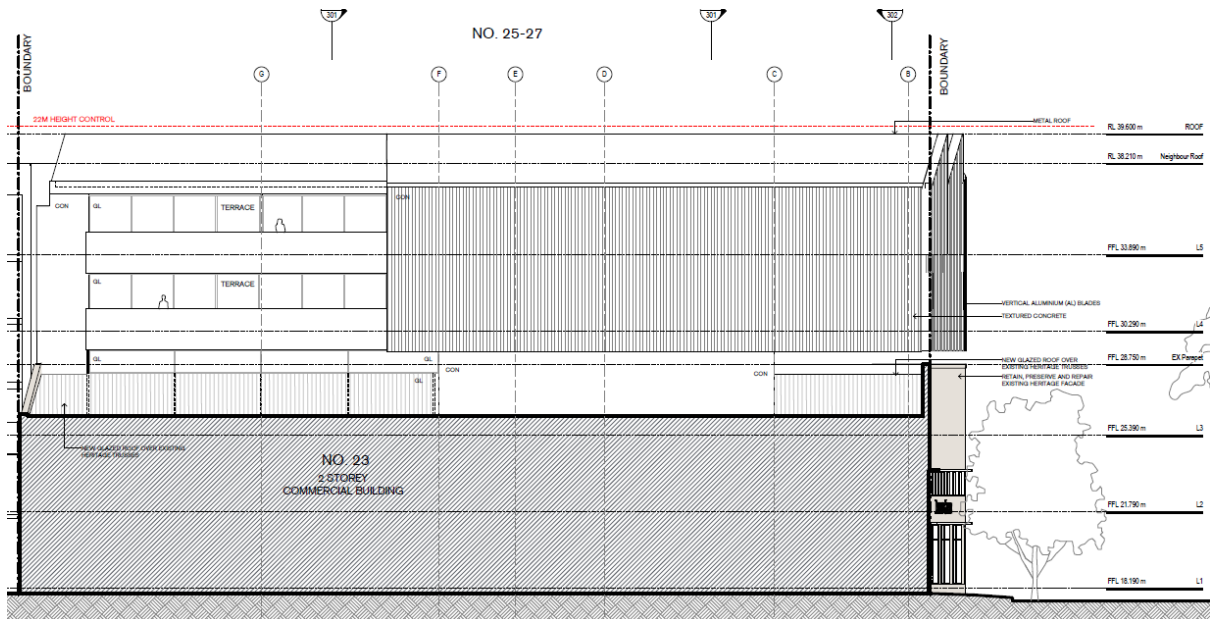 301
301
302
NO. 25-27
BOUNDARY
BOUNDARY
G
F
E
D
C
B
22M HEIGHT CONTROL
METAL ROOF
RL 39.600 m ROOF
RL 38.210 m Neighbour Roof
CON
GL
TERRACE
CON
FFL 33.890 m L5
GL
TERRACE
VERTICAL ALUMINIUM (AL) BLADES
TEXTURED CONCRETE
FFL 30.290 m L4
GL
GL
NEW GLAZED ROOF OVER
EXISTING HERITAGE TRUSSES
FFL 28.750 m EX Parapet
CON
CON
GL
RETAIN, PRESERVE AND REPAIR
EXISTING HERITAGE FACADE
FFL 25.390 m L3
NEW GLAZED ROOF OVER EXISTING
HERITAGE TRUSSES
NO. 23
2 STOREY
COMMERCIAL BUILDING
FFL 21.790 m L2
FFL 18.190 m L1